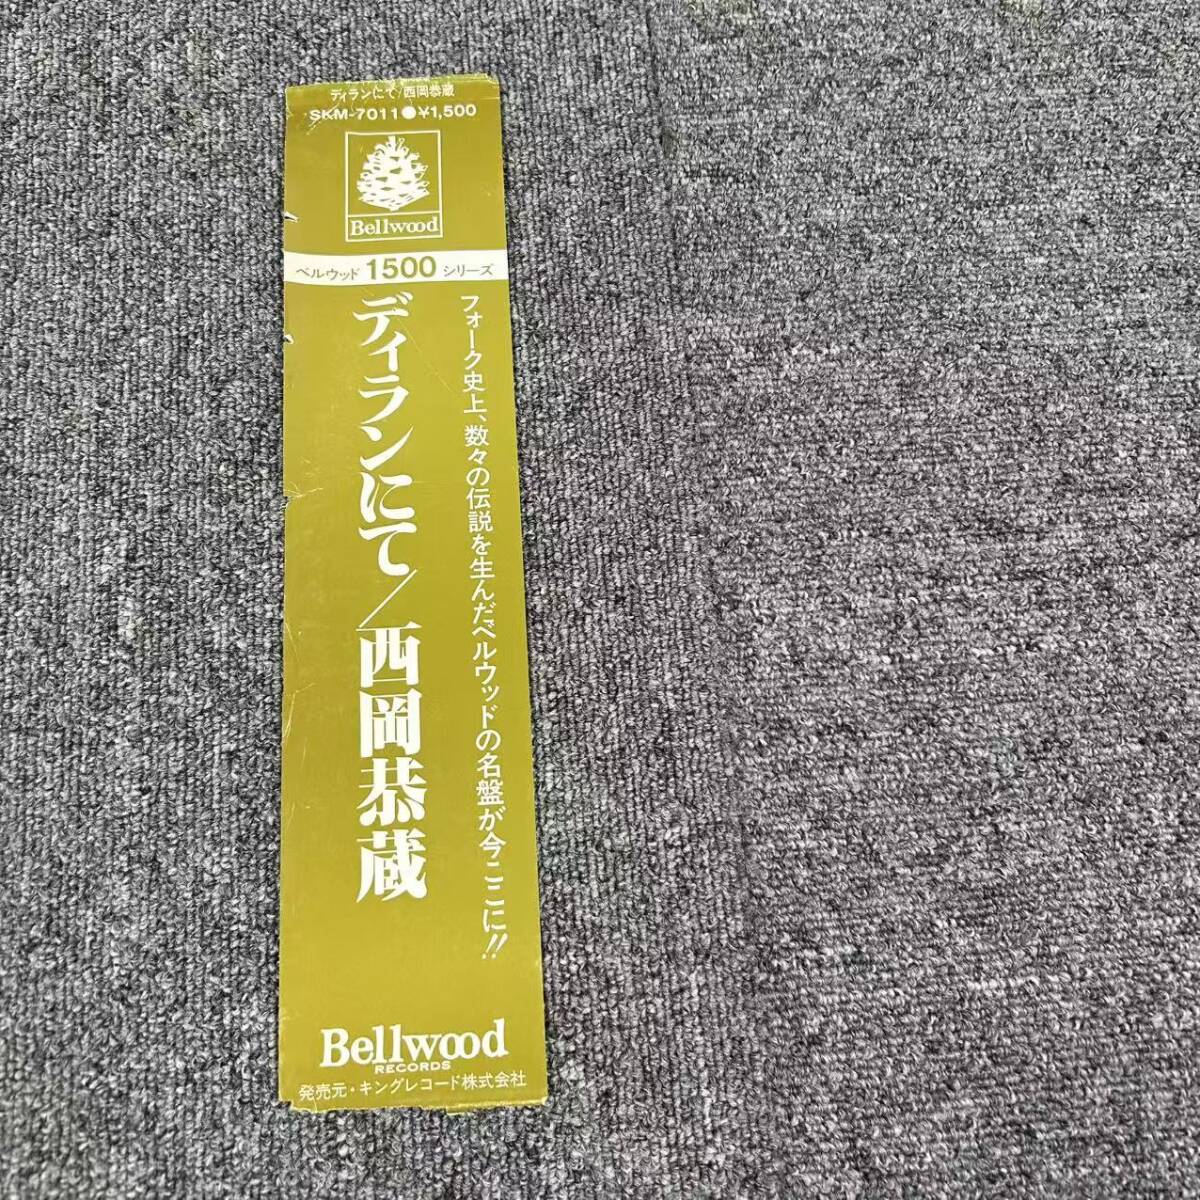 ディランにて/西岡恭蔵
SKM-7011●¥1,500
Bellwood
ベルウッド 1500 シリーズ
フォーク史上、数々の伝説を生んだベルウッドの名盤が今ここに!!
ディランにて/西岡恭蔵
Bellwood
RECORDS
発売元・キングレコード株式会社